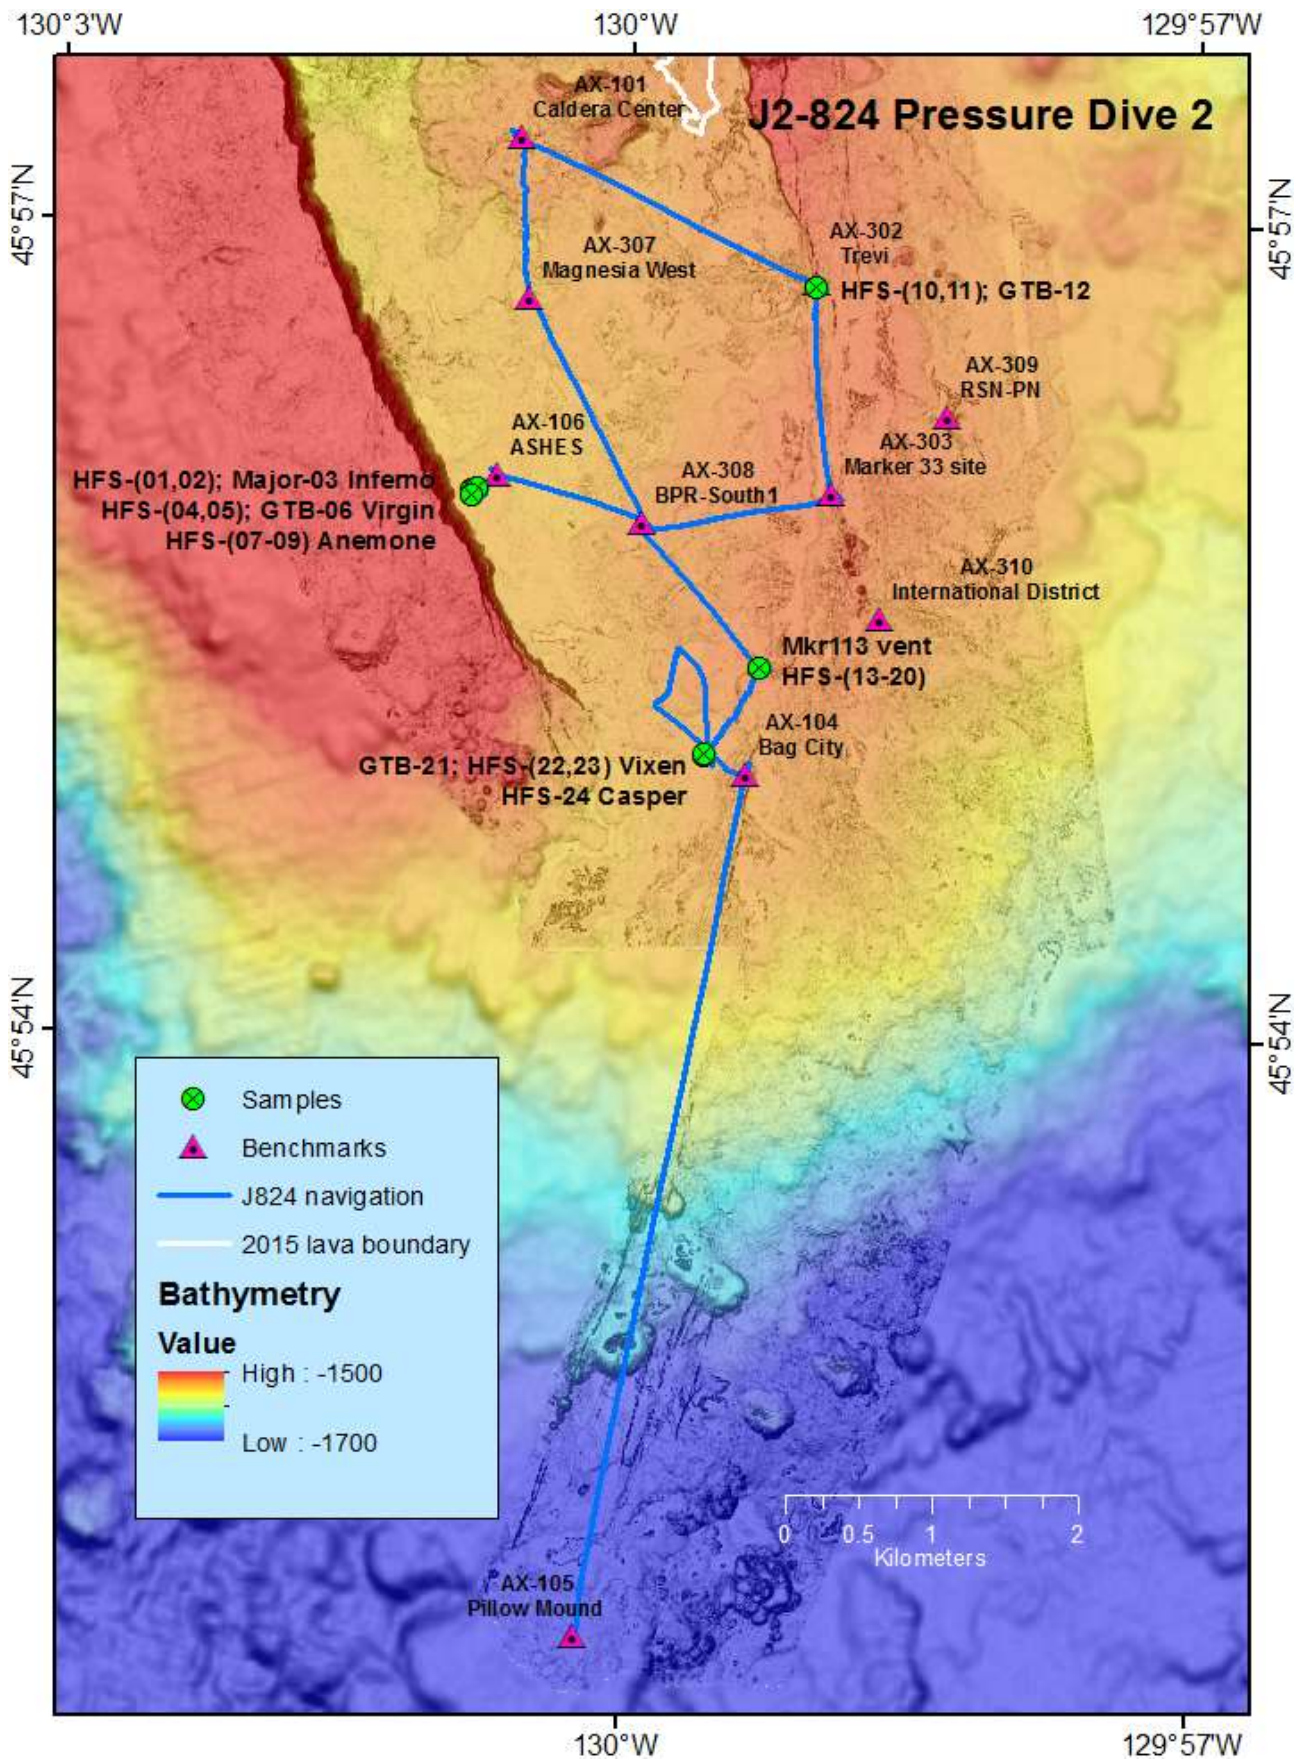 130°3'W
130°W
129°57'W
AX-101
Caldera Center
J2-824 Pressure Dive 2
45°57'N
45°57'N
AX-302
Trevi
AX-307
Magnesia West
HFS-(10,11); GTB-12
AX-309
RSN-PN
AX-106
ASHES
AX-303
Marker 33 site
AX-308
BPR-South1
HFS-(01,02); Major-03 Inferno
HFS-(04,05); GTB-06 Virgin
HFS-(07-09) Anemone
AX-310
International District
Mkr113 vent
HFS-(13-20)
AX-104
Bag City
GTB-21; HFS-(22,23) Vixen
HFS-24 Casper
45°54'N
45°54'N
Samples
Benchmarks
J824 navigation
2015 lava boundary
Bathymetry
Value
High : -1500
Low : -1700
0 0.5 1 2
Kilometers
AX-105
Pillow Mound
130°W
129°57'W